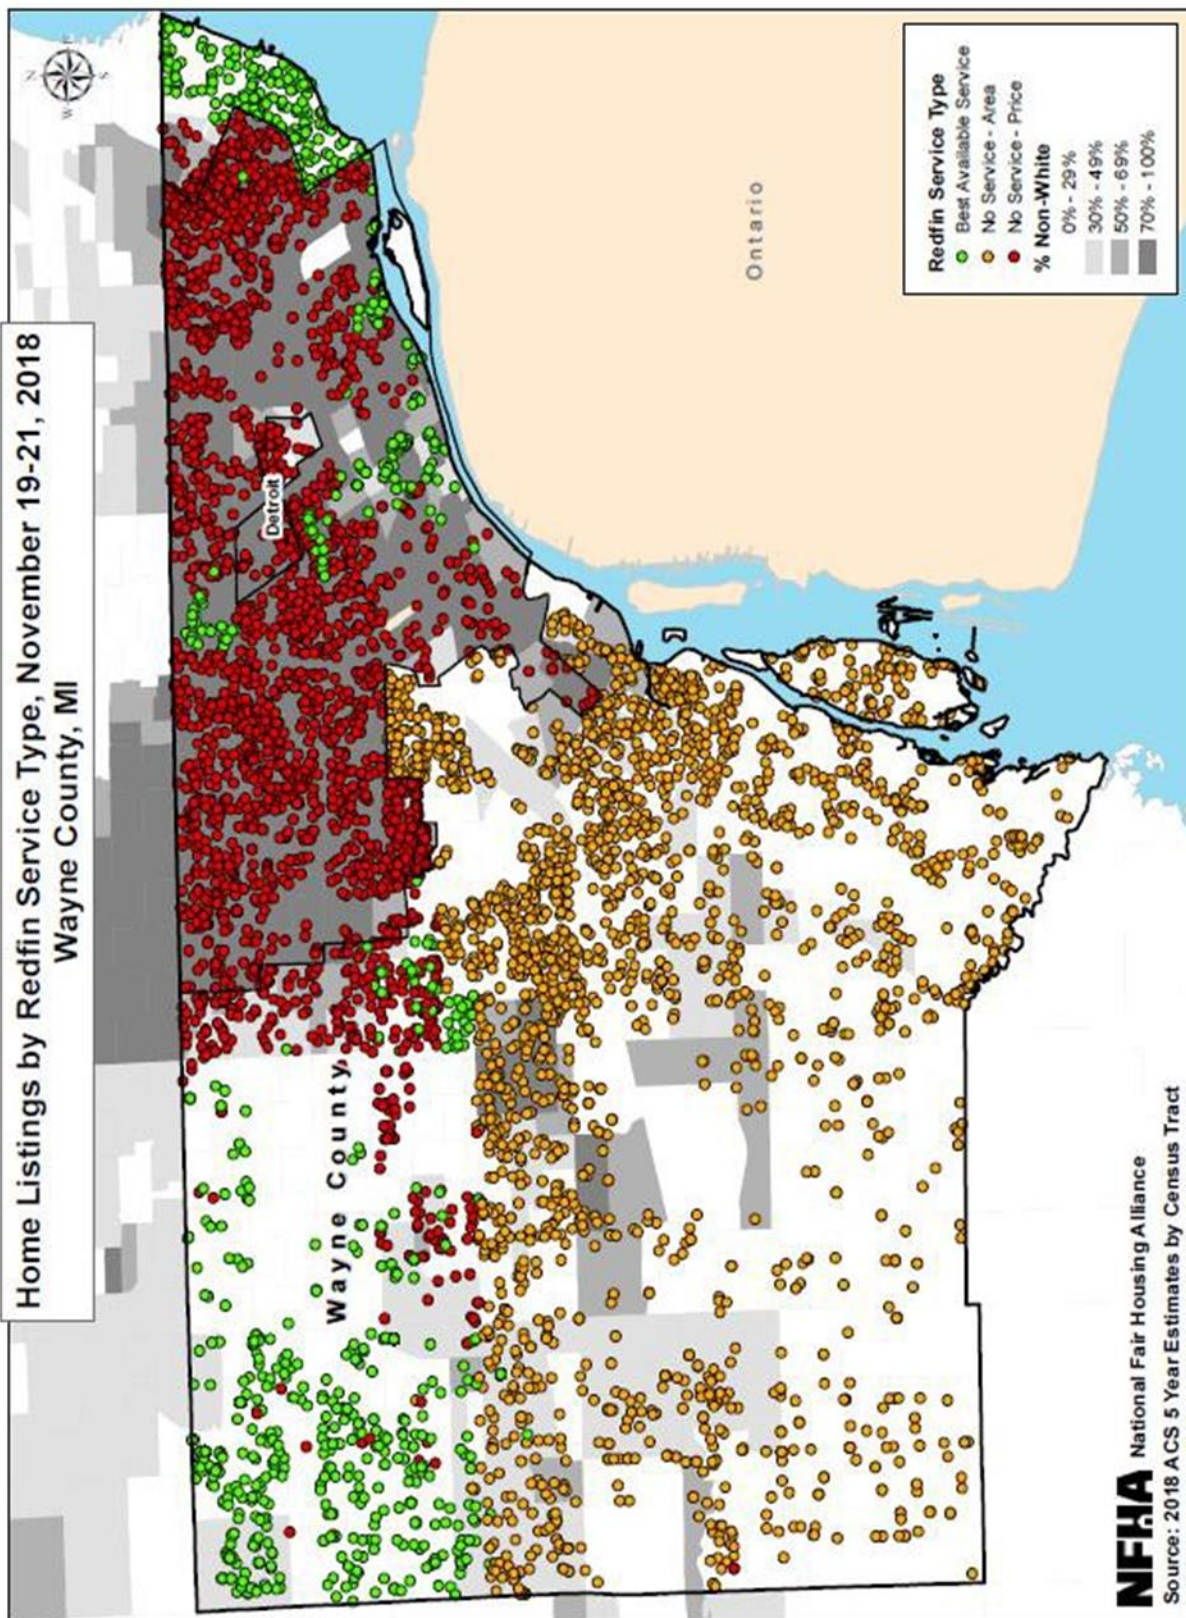 Home Listings by Redfin Service Type, November 19-21, 2018
Wayne County, MI
N
W
E
S
Detroit
Wayne County
Ontario
Redfin Service Type
Best Available Service
No Service - Area
No Service - Price
% Non-White
0% - 29%
30% - 49%
50% - 69%
70% - 100%
NFHA National Fair Housing Alliance
Source: 2018 ACS 5 Year Estimates by Census Tract